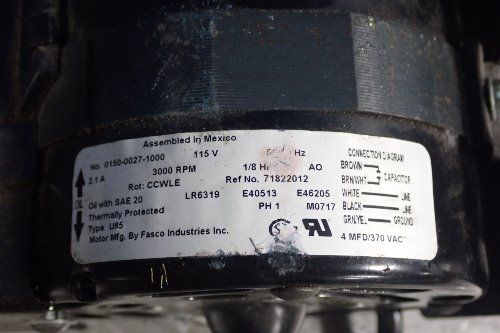 Assembled In Mexico
No. 0150-0027-1000 115 V Hz
2.1 A 3000 RPM 1/8 H AO
Rot: CCWLE Ref No. 71822012
OIL Oil with SAE 20 LR6319 E40513 E46205
Thermally Protected PH 1 M0717
Type U85
Motor Mfg. By Fasco Industries Inc.
CONNECTION DIAGRAM
BROWN CAPACITOR
BRN/WHT
WHITE LINE
BLACK LINE
GRN/YEL GROUND
4 MFD/370 VAC